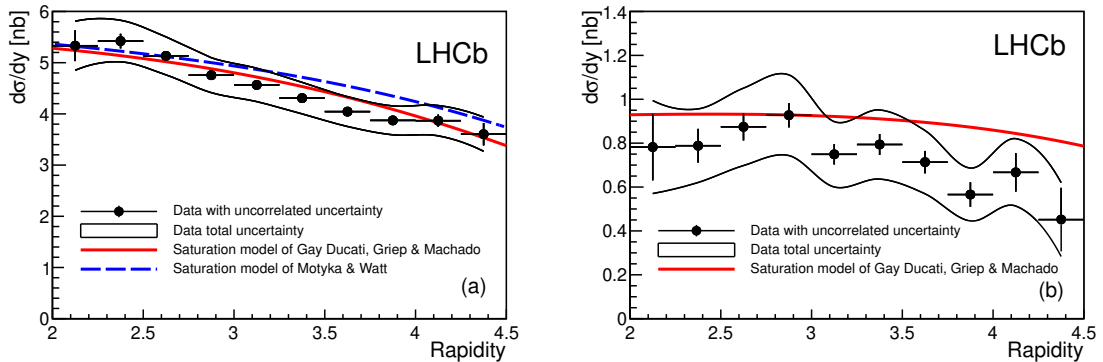 dσ/dy [nb]
6
5
4
3
2
1
0
LHCb
Data with uncorrelated uncertainty
Data total uncertainty
Saturation model of Gay Ducati, Griep & Machado
Saturation model of Motyka & Watt
(a)
2 2.5 3 3.5 4 4.5
Rapidity
dσ/dy [nb]
1.4
1.2
1
0.8
0.6
0.4
0.2
0
LHCb
Data with uncorrelated uncertainty
Data total uncertainty
Saturation model of Gay Ducati, Griep & Machado
(b)
2 2.5 3 3.5 4 4.5
Rapidity